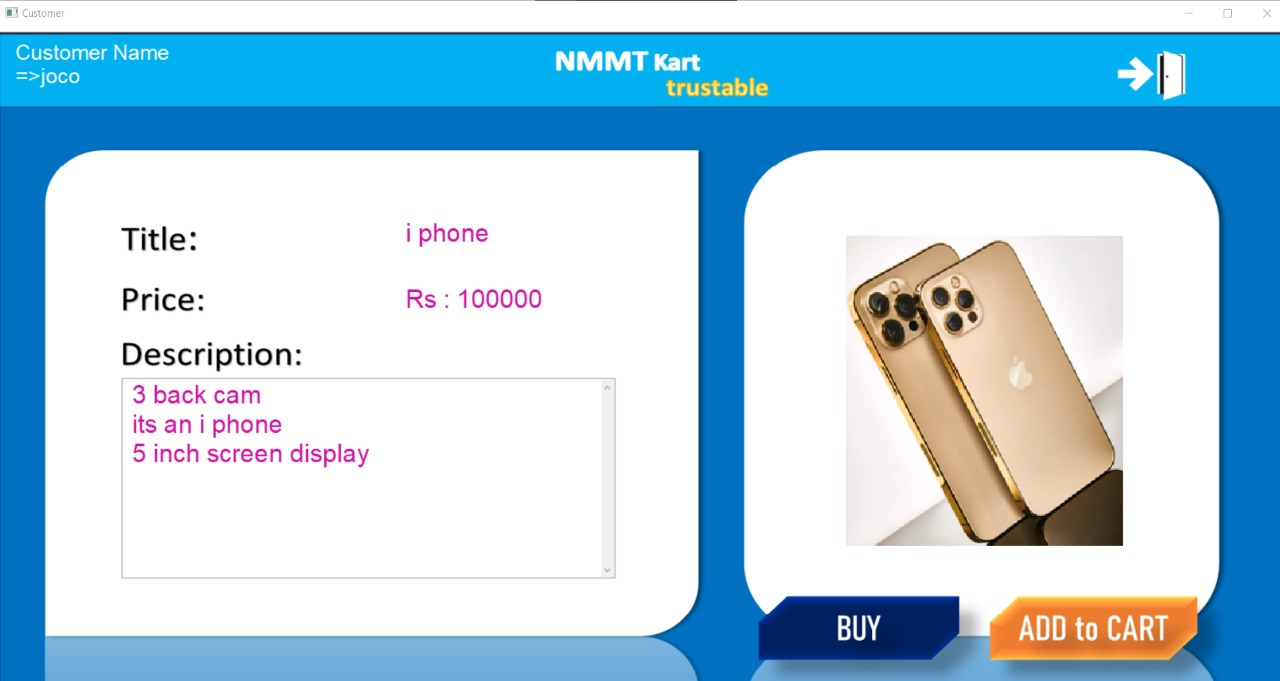 Customer
Customer Name
=>joco
NMMT Kart
trustable
Title:
i phone
Price:
Rs : 100000
Description:
3 back cam
its an i phone
5 inch screen display
BUY
ADD to CART